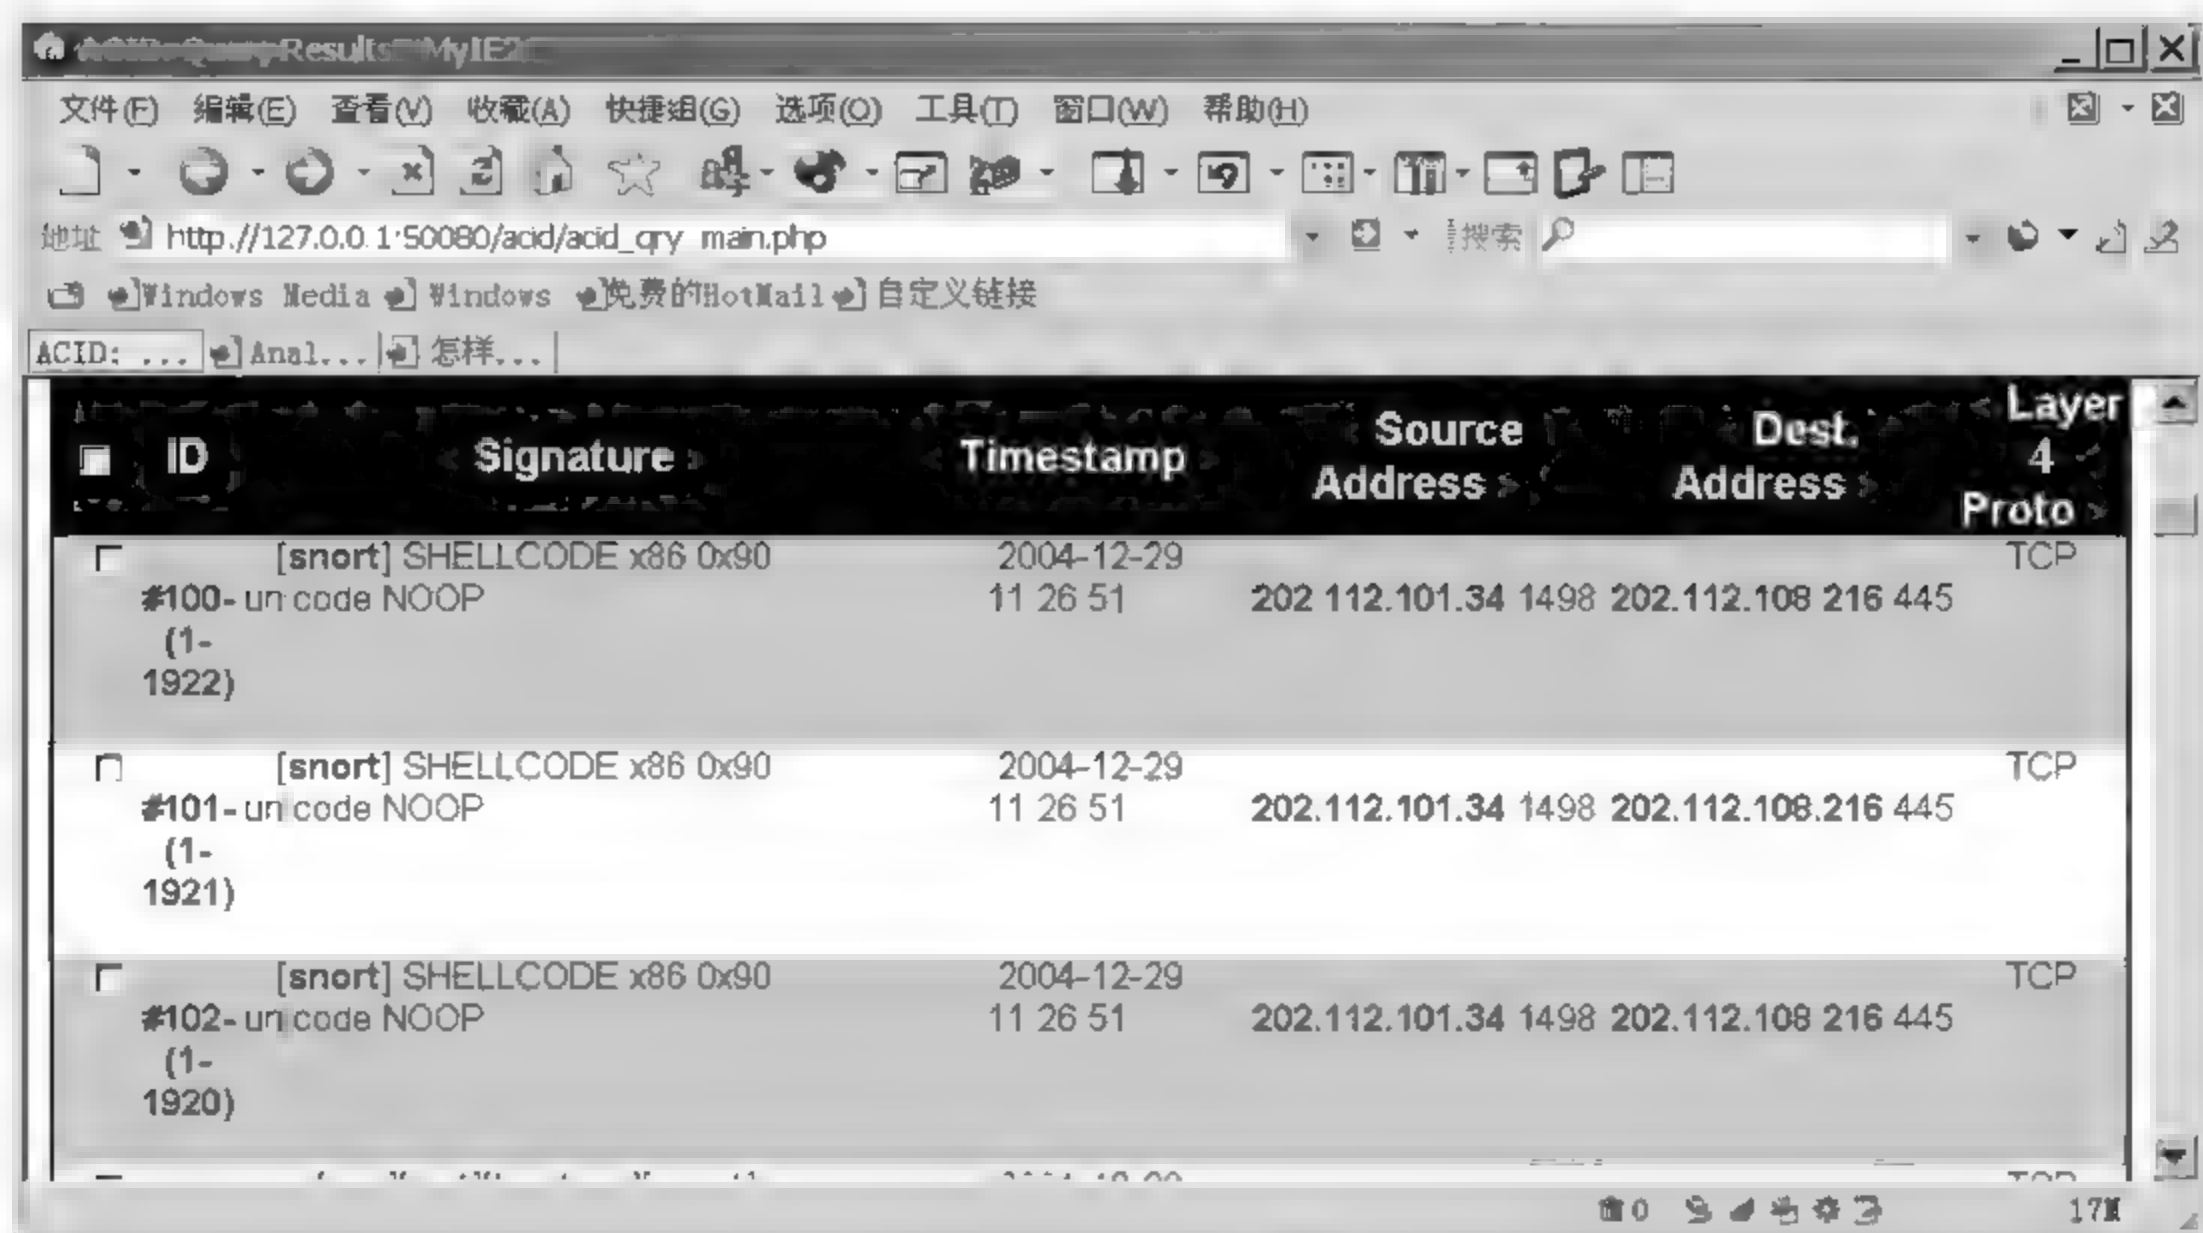 Query Results MyIE2
文件(F) 编辑(E) 查看(V) 收藏(A) 快捷组(G) 选项(O) 工具(T) 窗口(W) 帮助(H)
地址 http://127.0.0.1:50080/acid/acid_qry_main.php 搜索
Windows Media Windows 免费的HotMail 自定义链接
ACID: ... Anal... 怎样...
ID < Signature > < Timestamp > < Source Address > < Dest. Address > < Layer 4 Proto >
[snort] SHELLCODE x86 0x90 2004-12-29 TCP
#100- unicode NOOP 11 26 51 202 112.101.34 1498 202.112.108 216 445
(1-
1922)
[snort] SHELLCODE x86 0x90 2004-12-29 TCP
#101- unicode NOOP 11 26 51 202.112.101.34 1498 202.112.108.216 445
(1-
1921)
[snort] SHELLCODE x86 0x90 2004-12-29 TCP
#102- unicode NOOP 11 26 51 202.112.101.34 1498 202.112.108 216 445
(1-
1920)
0 17M